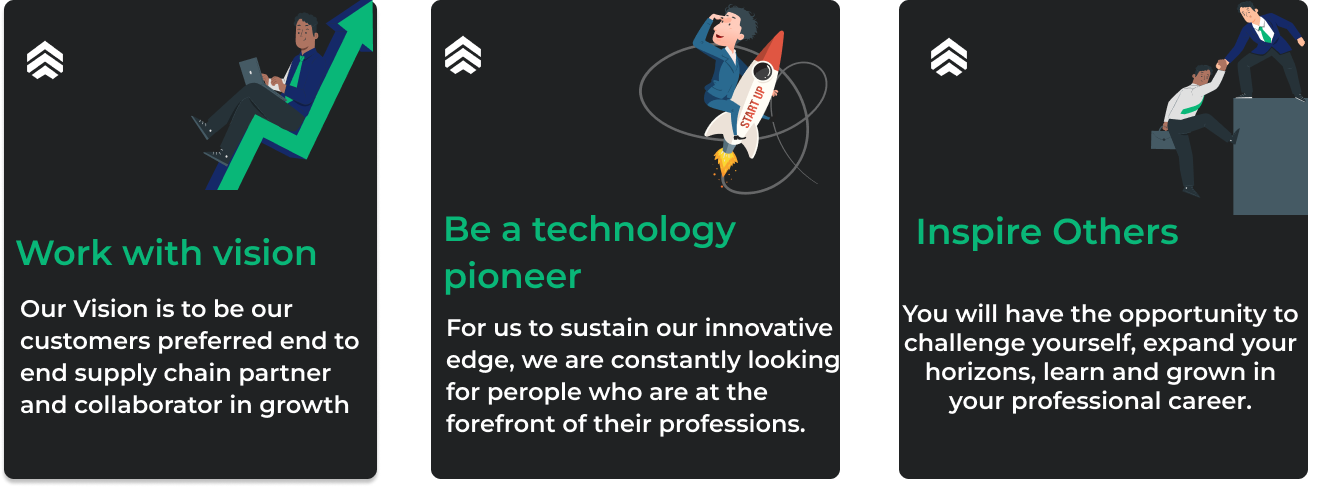 Work with vision
Our Vision is to be our
customers preferred end to
end supply chain partner
and collaborator in growth
START UP
Be a technology
pioneer
For us to sustain our innovative
edge, we are constantly looking
for perople who are at the
forefront of their professions.
Inspire Others
You will have the opportunity to
challenge yourself, expand your
horizons, learn and grown in
your professional career.